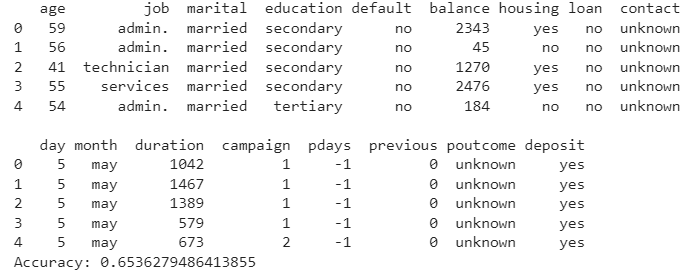 age job marital education default balance housing loan contact
0 59 admin. married secondary no 2343 yes no unknown
1 56 admin. married secondary no 45 no no unknown
2 41 technician married secondary no 1270 yes no unknown
3 55 services married secondary no 2476 yes no unknown
4 54 admin. married tertiary no 184 no no unknown
day month duration campaign pdays previous poutcome deposit
0 5 may 1042 1 -1 0 unknown yes
1 5 may 1467 1 -1 0 unknown yes
2 5 may 1389 1 -1 0 unknown yes
3 5 may 579 1 -1 0 unknown yes
4 5 may 673 2 -1 0 unknown yes
Accuracy: 0.6536279486413855